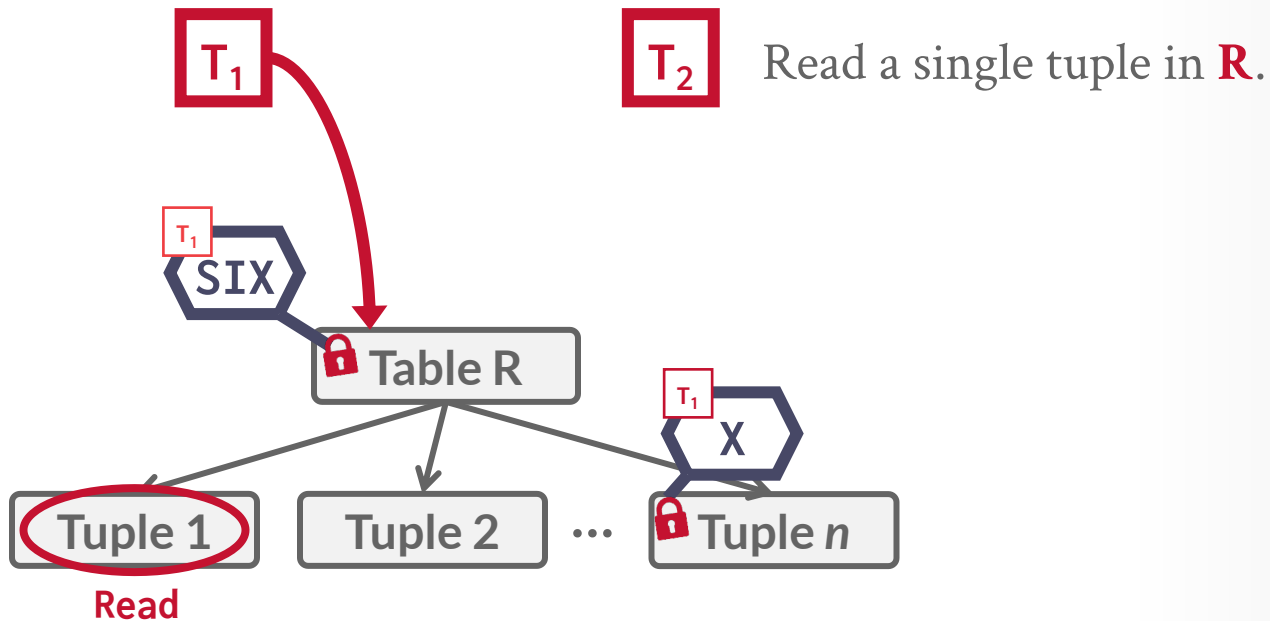 T₁
T₂ Read a single tuple in R.
T₁
SIX
Table R
T₁
X
Tuple 1
Tuple 2
...
Tuple n
Read